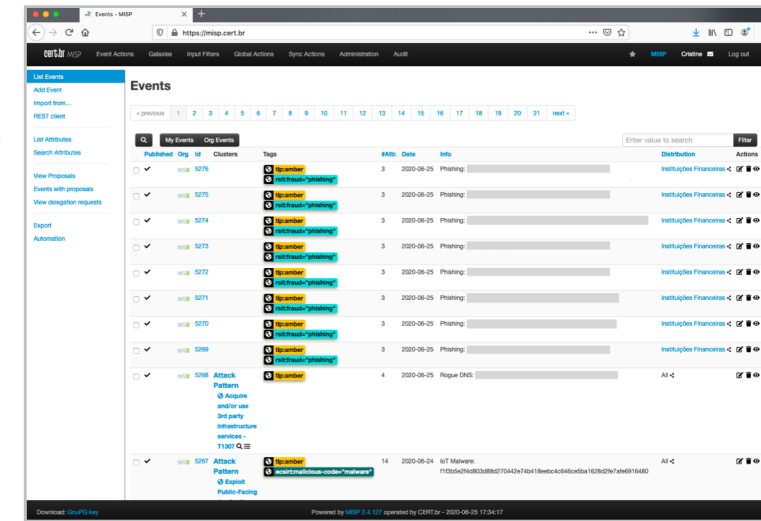 Events - MISP
https://misp.cert.br
cert.br MISP Event Actions Galaxies Input Filters Global Actions Sync Actions Administration Audit MISP Cristine Log out
List Events
Add Event
Import from...
REST client
List Attributes
Search Attributes
View Proposals
Events with proposals
View delegation requests
Export
Automation
Events
« previous 1 2 3 4 5 6 7 8 9 10 11 12 13 14 15 16 17 18 19 20 21 next »
My Events Org Events Enter value to search Filter
Published Org Id Clusters Tags #Attr. Date Info Distribution Actions
5276 tlp:amber 3 2020-06-25 Phishing: Instituições Financeiras
rsit:fraud="phishing"
5275 tlp:amber 3 2020-06-25 Phishing: Instituições Financeiras
rsit:fraud="phishing"
5274 tlp:amber 3 2020-06-25 Phishing: Instituições Financeiras
rsit:fraud="phishing"
5273 tlp:amber 3 2020-06-25 Phishing: Instituições Financeiras
rsit:fraud="phishing"
5272 tlp:amber 3 2020-06-25 Phishing: Instituições Financeiras
rsit:fraud="phishing"
5271 tlp:amber 3 2020-06-25 Phishing: Instituições Financeiras
rsit:fraud="phishing"
5270 tlp:amber 3 2020-06-25 Phishing: Instituições Financeiras
rsit:fraud="phishing"
5269 tlp:amber 3 2020-06-25 Phishing: Instituições Financeiras
rsit:fraud="phishing"
5268 Attack tlp:amber 4 2020-06-25 Rogue DNS: All
Pattern
Acquire
and/or use
3rd party
infrastructure
services -
T1307
5267 Attack tlp:amber 14 2020-06-24 IoT Malware: All
Pattern ecsirt:malicious-code="malware"
Exploit
Public-Facing
Download: GnuPG key Powered by MISP 2.4.127 operated by CERT.br - 2020-06-25 17:34:17